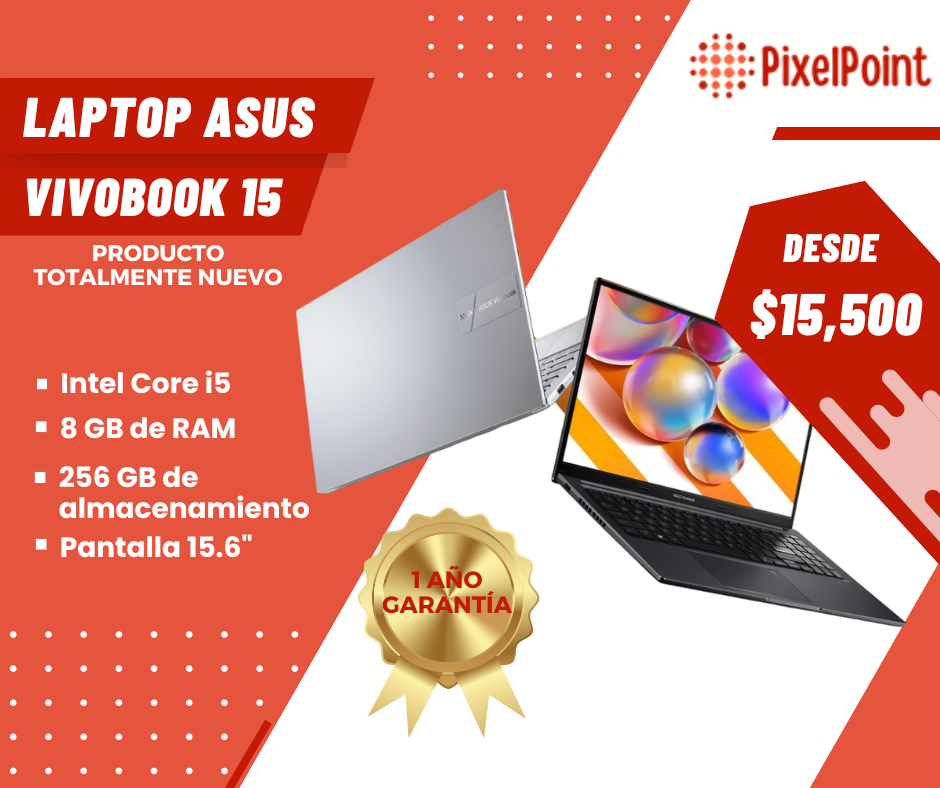 PixelPoint
LAPTOP ASUS
VIVOBOOK 15
PRODUCTO
TOTALMENTE NUEVO
DESDE
$15,500
Intel Core i5
8 GB de RAM
256 GB de
almacenamiento
Pantalla 15.6"
1 AÑO
GARANTÍA